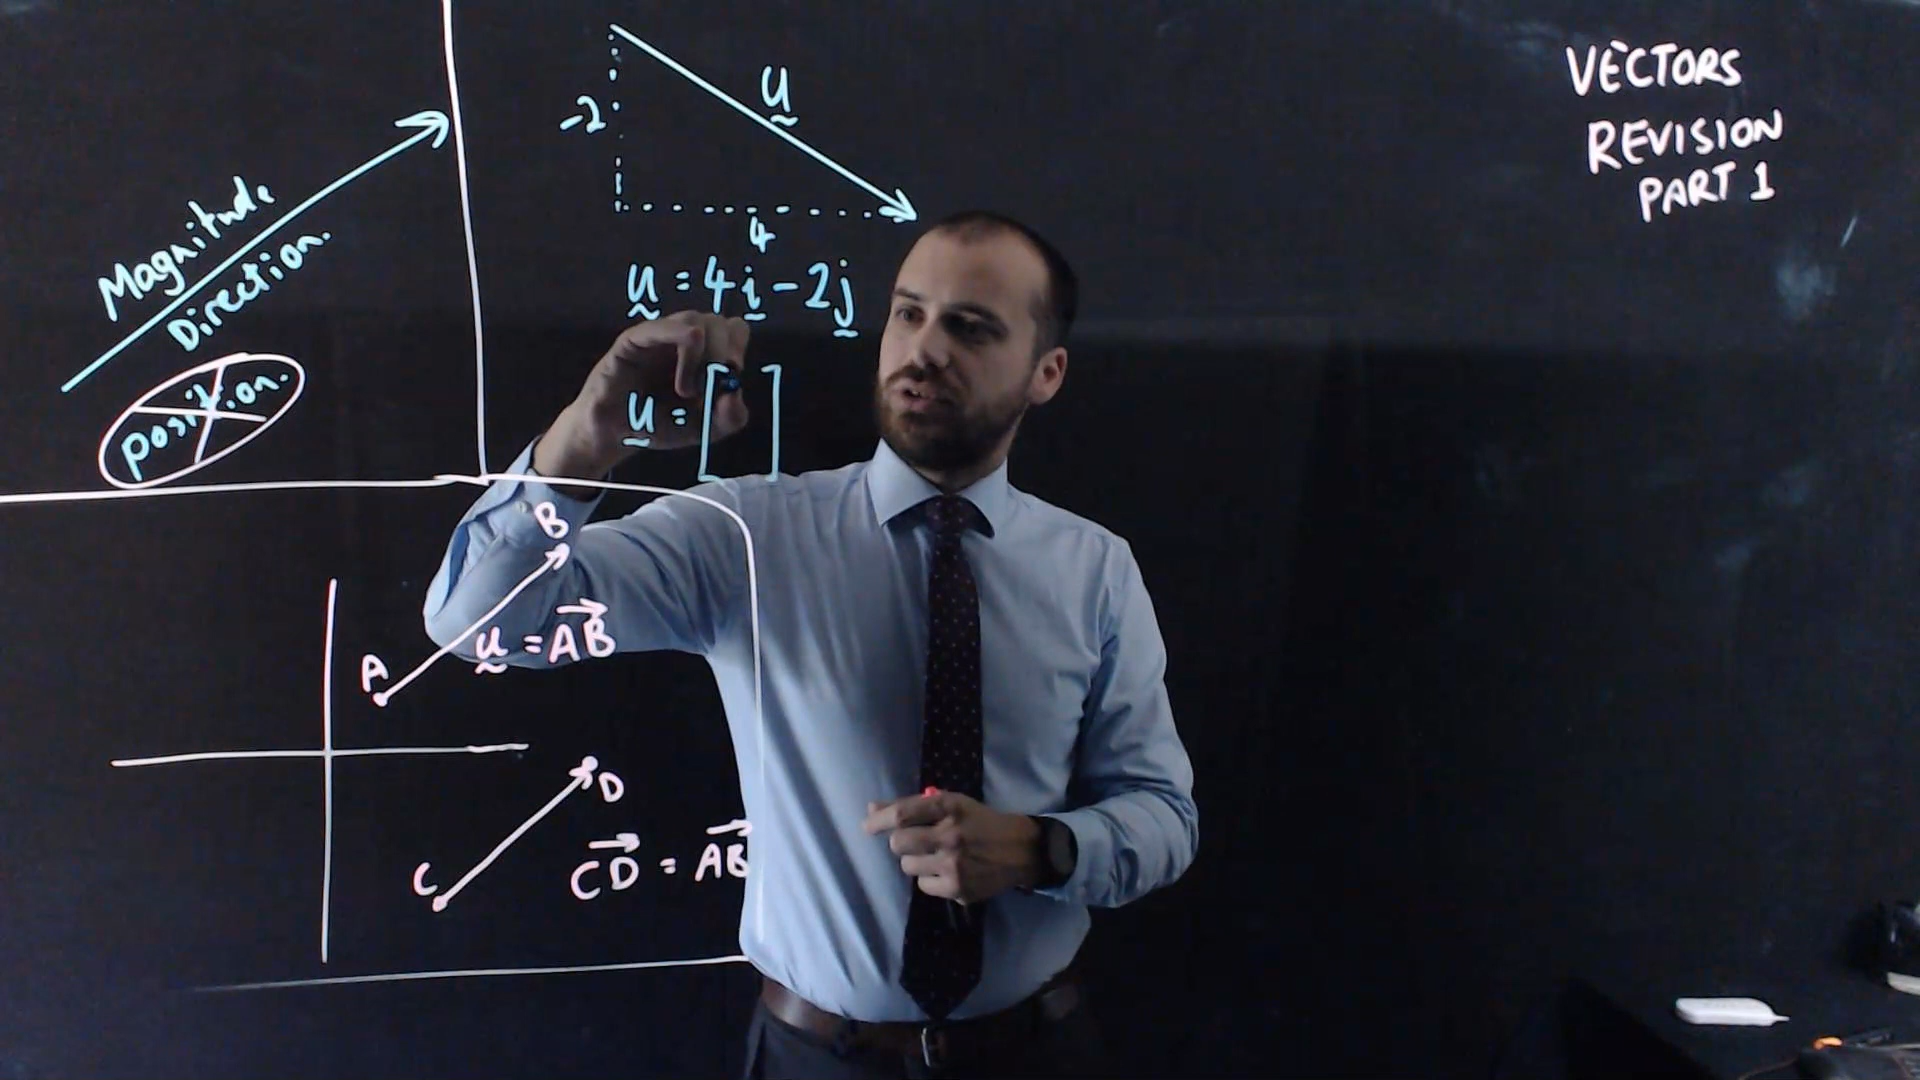 Magnitude
Direction.
position.
-2
u
4
u = 4i - 2j
u = [ ]
VECTORS
REVISION
PART 1
B
A
u = AB
D
C
CD = AB